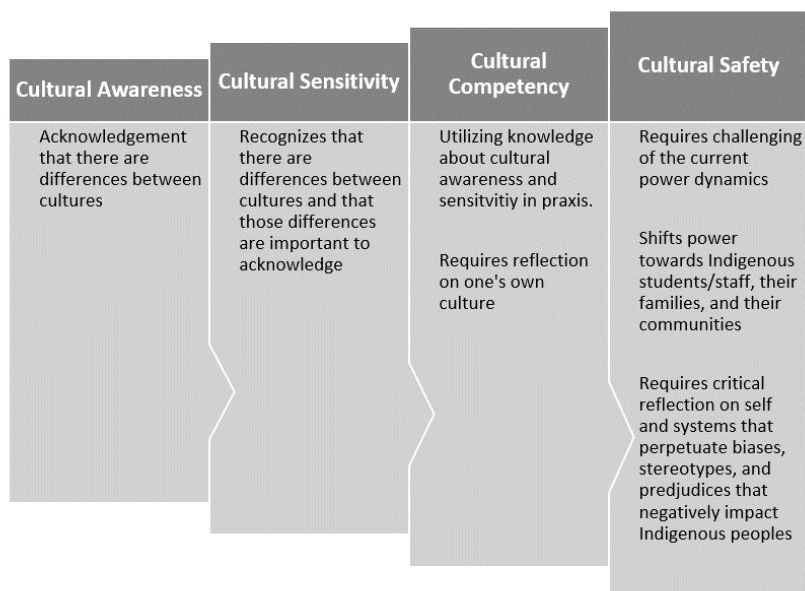 Cultural Awareness
Acknowledgement
that there are
differences between
cultures
Cultural Sensitivity
Recognizes that
there are
differences between
cultures and that
those differences
are important to
acknowledge
Cultural
Competency
Utilizing knowledge
about cultural
awareness and
sensitvitiy in praxis.
Requires reflection
on one's own
culture
Cultural Safety
Requires challenging
of the current
power dynamics
Shifts power
towards Indigenous
students/staff, their
families, and their
communities
Requires critical
reflection on self
and systems that
perpetuate biases,
stereotypes, and
predjudices that
negatively impact
Indigenous peoples